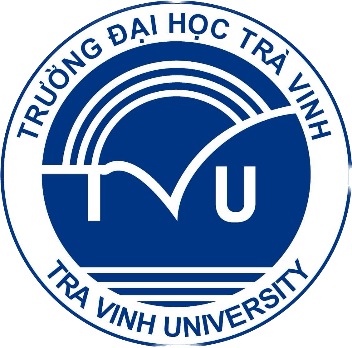 TRƯỜNG ĐẠI HỌC TRÀ VINH
TVU
TRA VINH UNIVERSITY